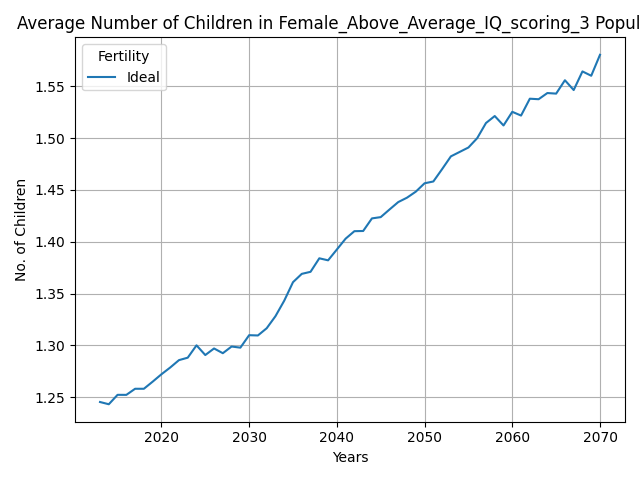 Average Number of Children in Female_Above_Average_IQ_scoring_3 Popul
Fertility
Ideal
No. of Children
1.55
1.50
1.45
1.40
1.35
1.30
1.25
2020 2030 2040 2050 2060 2070
Years